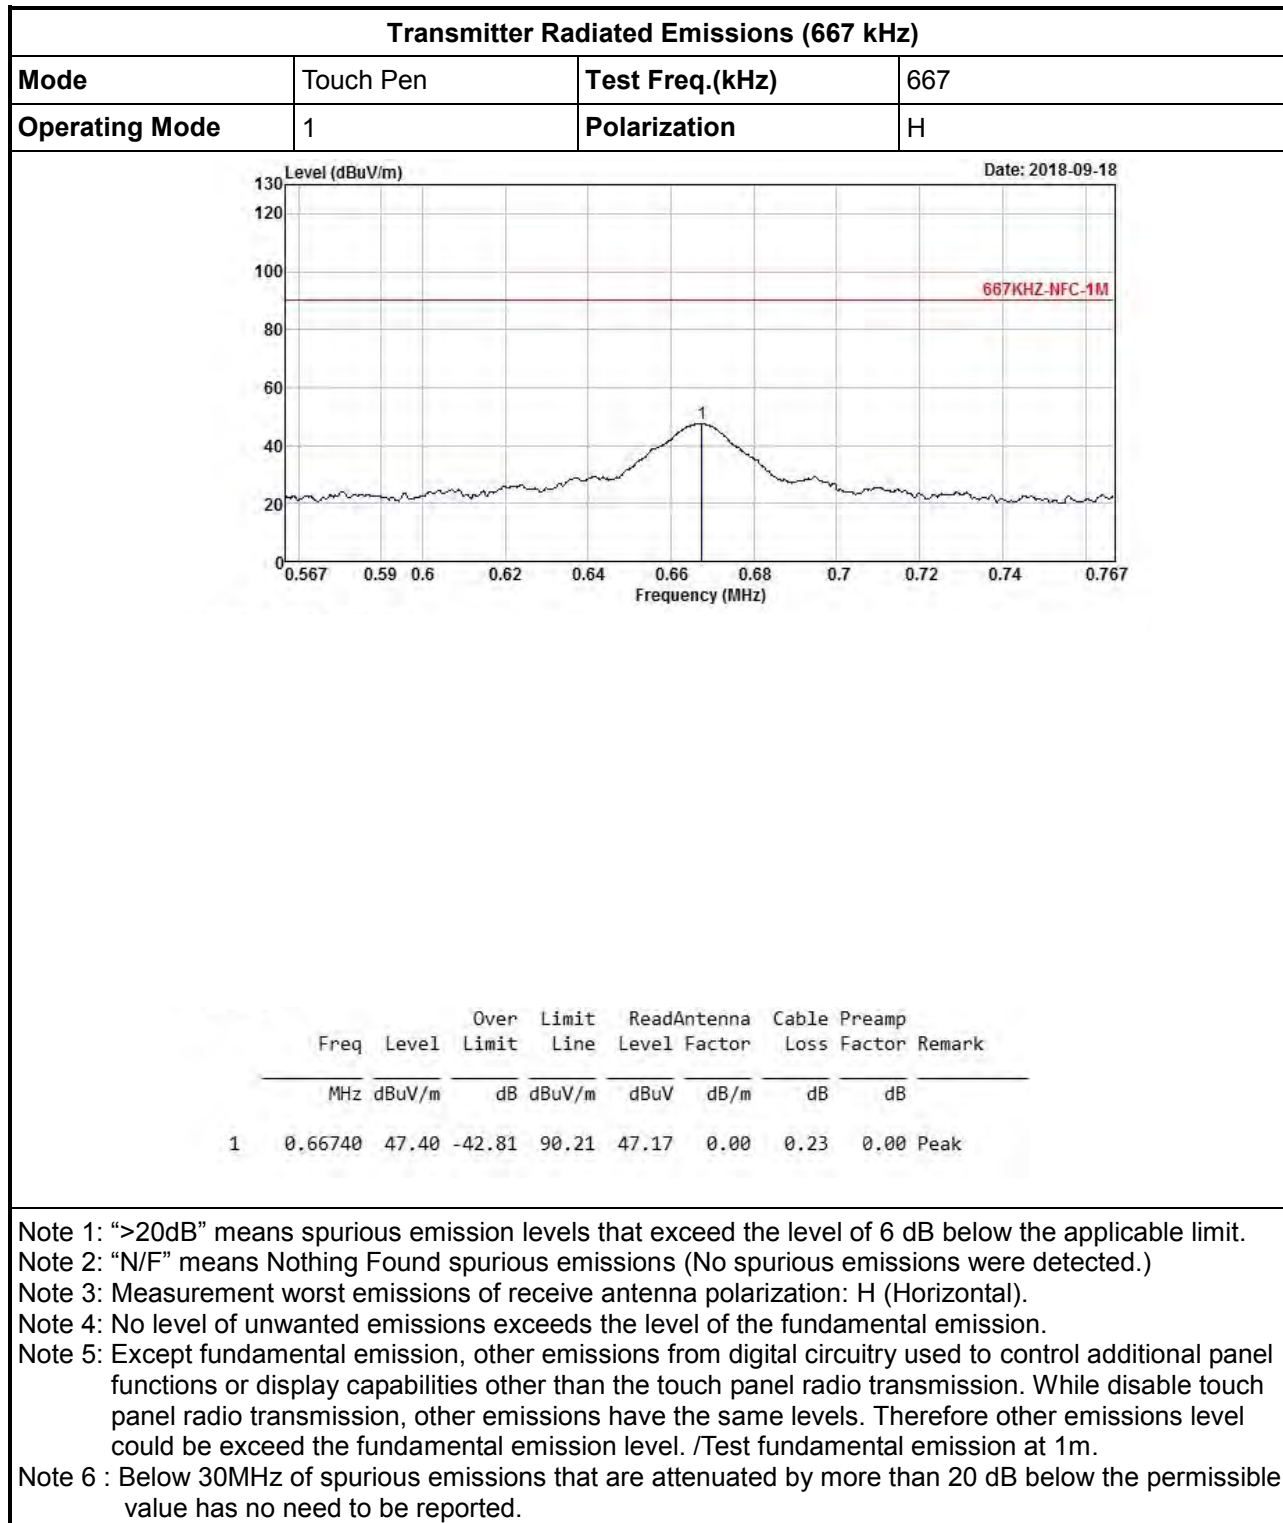 Transmitter Radiated Emissions (667 kHz)
Mode Touch Pen Test Freq.(kHz) 667
Operating Mode 1 Polarization H
Level (dBuV/m) Date: 2018-09-18
130
120
100
667KHZ-NFC-1M
80
60
1
40
20
0
0.567 0.59 0.6 0.62 0.64 0.66 0.68 0.7 0.72 0.74 0.767
Frequency (MHz)
Over Limit ReadAntenna Cable Preamp
Freq Level Limit Line Level Factor Loss Factor Remark
MHz dBuV/m dB dBuV/m dBuV dB/m dB dB
1 0.66740 47.40 -42.81 90.21 47.17 0.00 0.23 0.00 Peak
Note 1: “>20dB” means spurious emission levels that exceed the level of 6 dB below the applicable limit.
Note 2: “N/F” means Nothing Found spurious emissions (No spurious emissions were detected.)
Note 3: Measurement worst emissions of receive antenna polarization: H (Horizontal).
Note 4: No level of unwanted emissions exceeds the level of the fundamental emission.
Note 5: Except fundamental emission, other emissions from digital circuitry used to control additional panel
functions or display capabilities other than the touch panel radio transmission. While disable touch
panel radio transmission, other emissions have the same levels. Therefore other emissions level
could be exceed the fundamental emission level. /Test fundamental emission at 1m.
Note 6 : Below 30MHz of spurious emissions that are attenuated by more than 20 dB below the permissible
value has no need to be reported.